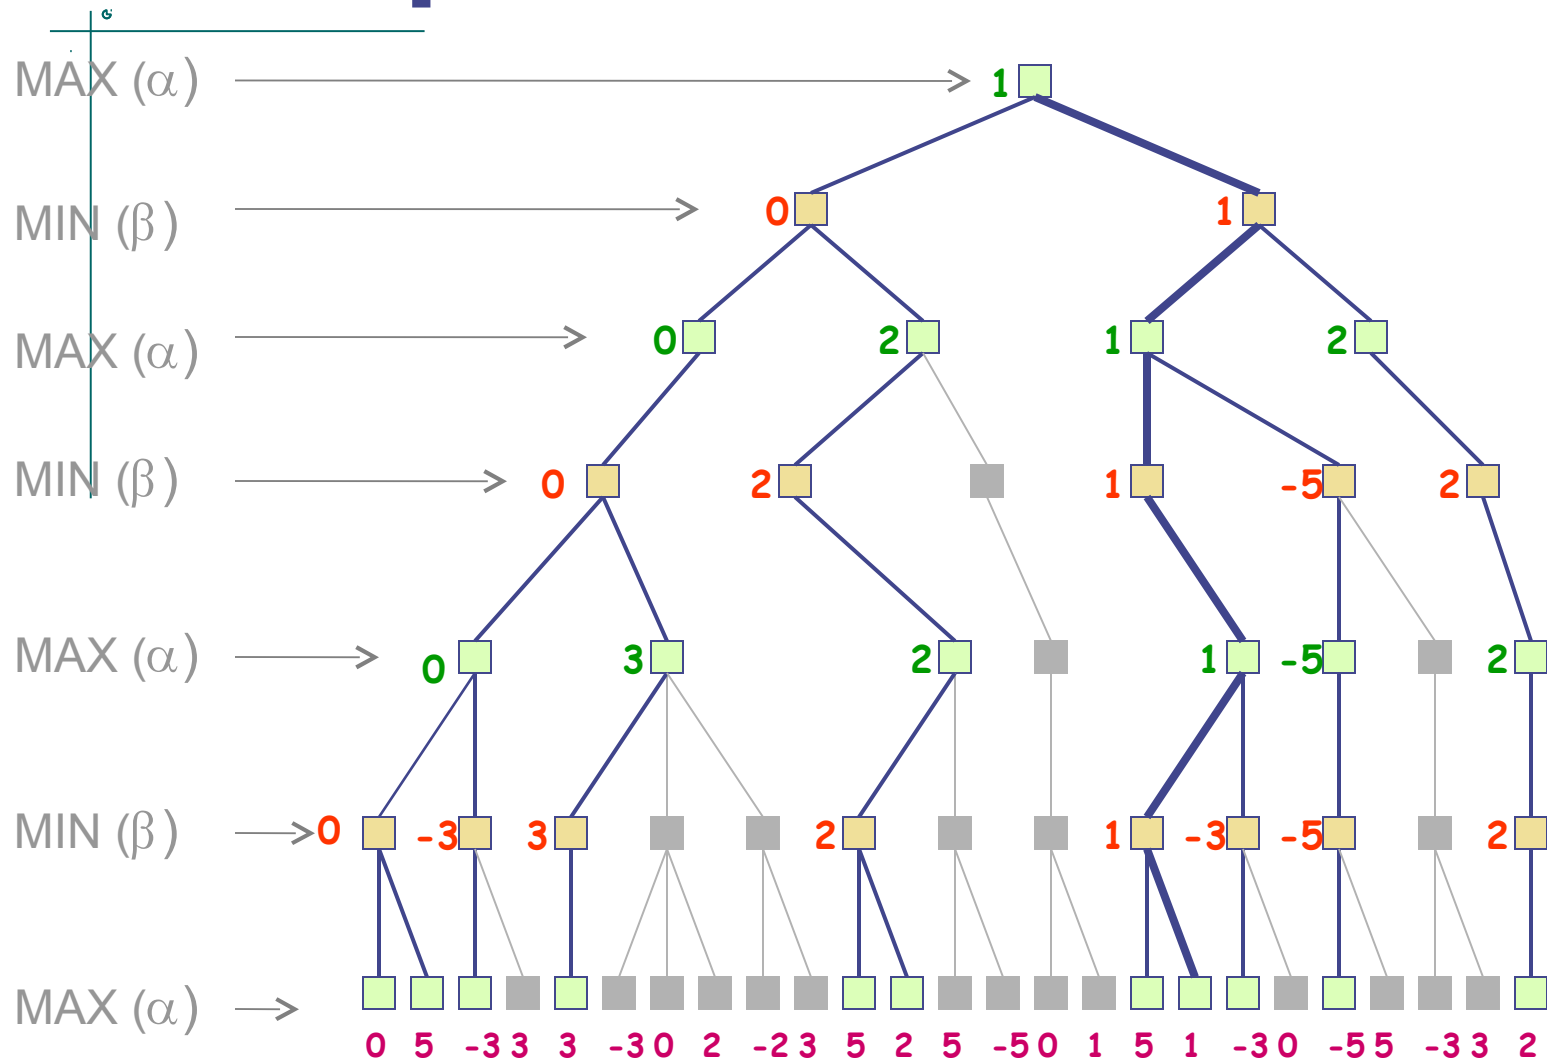 MAX (α) 1
MIN (β) 0 1
MAX (α) 0 2 1 2
MIN (β) 0 2 1 -5 2
MAX (α) 0 3 2 1 -5 2
MIN (β) 0 -3 3 2 1 -3 -5 2
MAX (α)
0 5 -3 3 3 -3 0 2 -2 3 5 2 5 -5 0 1 5 1 -3 0 -5 5 -3 3 2